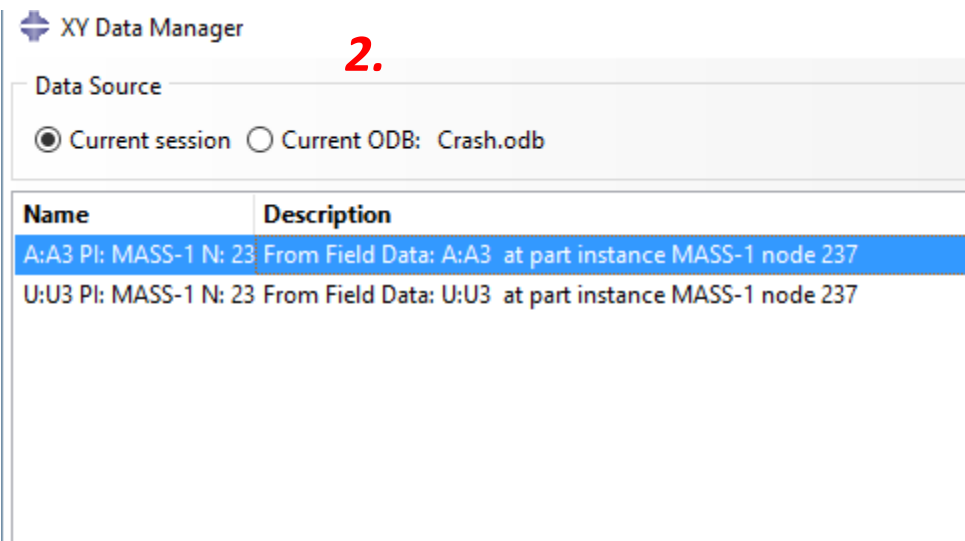 XY Data Manager
2.
Data Source
Current session Current ODB: Crash.odb
Name Description
A:A3 PI: MASS-1 N: 23 From Field Data: A:A3 at part instance MASS-1 node 237
U:U3 PI: MASS-1 N: 23 From Field Data: U:U3 at part instance MASS-1 node 237